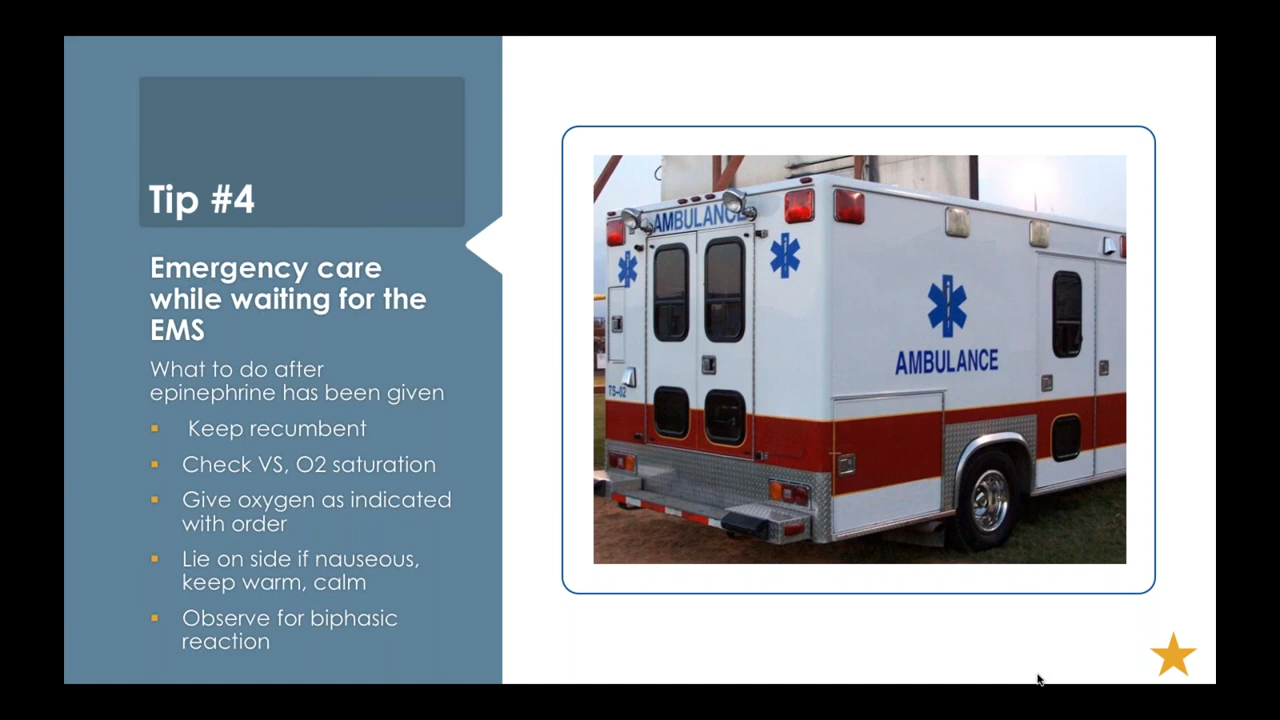 Tip #4
Emergency care
while waiting for the
EMS
What to do after
epinephrine has been given
Keep recumbent
Check VS, O2 saturation
Give oxygen as indicated
with order
Lie on side if nauseous,
keep warm, calm
Observe for biphasic
reaction
AMBULANCE
AMBULANCE
TS-02